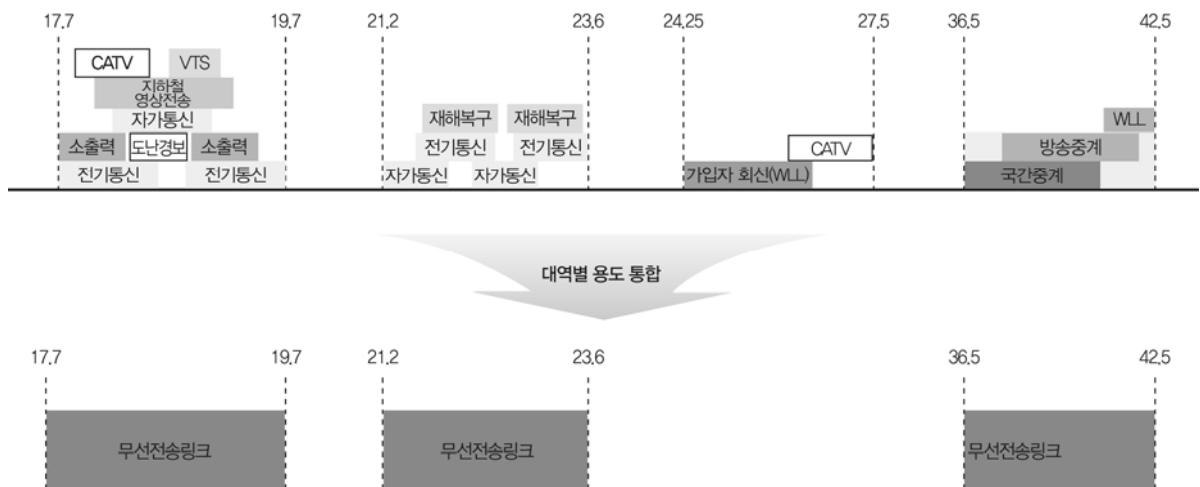 17.7
19.7
21.2
23.6
24.25
27.5
36.5
42.5
CATV
VTS
지하철
영상전송
자가통신
소출력
도난경보
소출력
전기통신
전기통신
재해복구
재해복구
전기통신
전기통신
자가통신
자가통신
CATV
가입자 회신(WLL)
WLL
방송중계
국간중계
대역별 용도 통합
17.7
19.7
21.2
23.6
36.5
42.5
무선전송링크
무선전송링크
무선전송링크